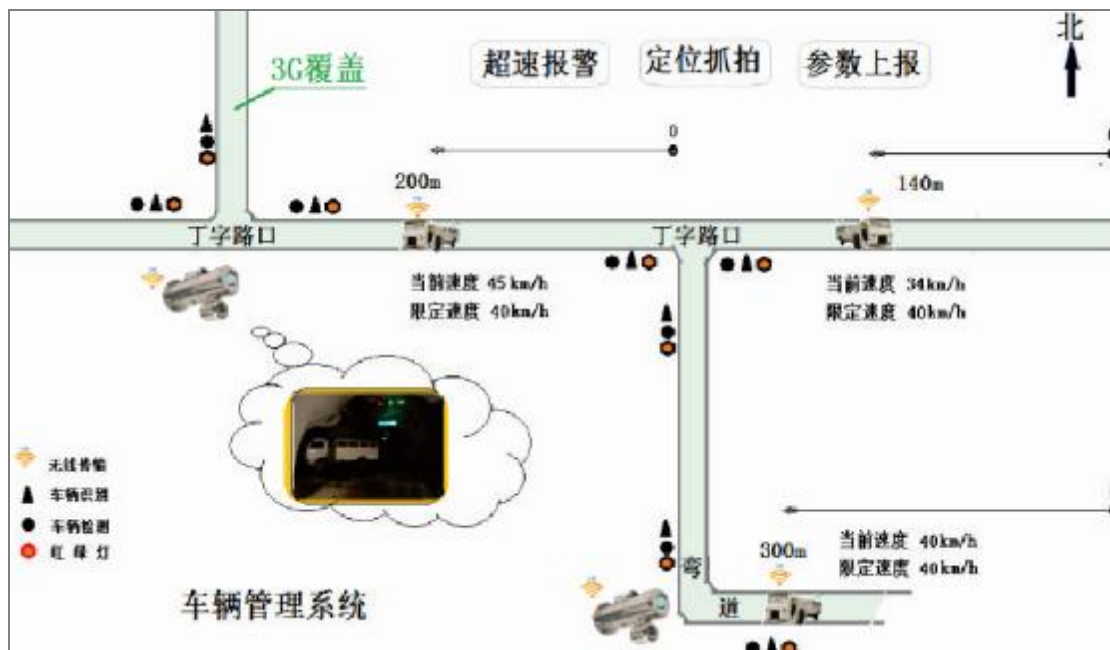 北
超速报警 定位抓拍 参数上报
3G覆盖
0
200m
140m
丁字路口
丁字路口
当前速度 45km/h
限定速度 40km/h
当前速度 34km/h
限定速度 40km/h
无线传输
车辆识别
车辆检测
红绿灯
当前速度 40km/h
限定速度 40km/h
300m
弯
道
车辆管理系统